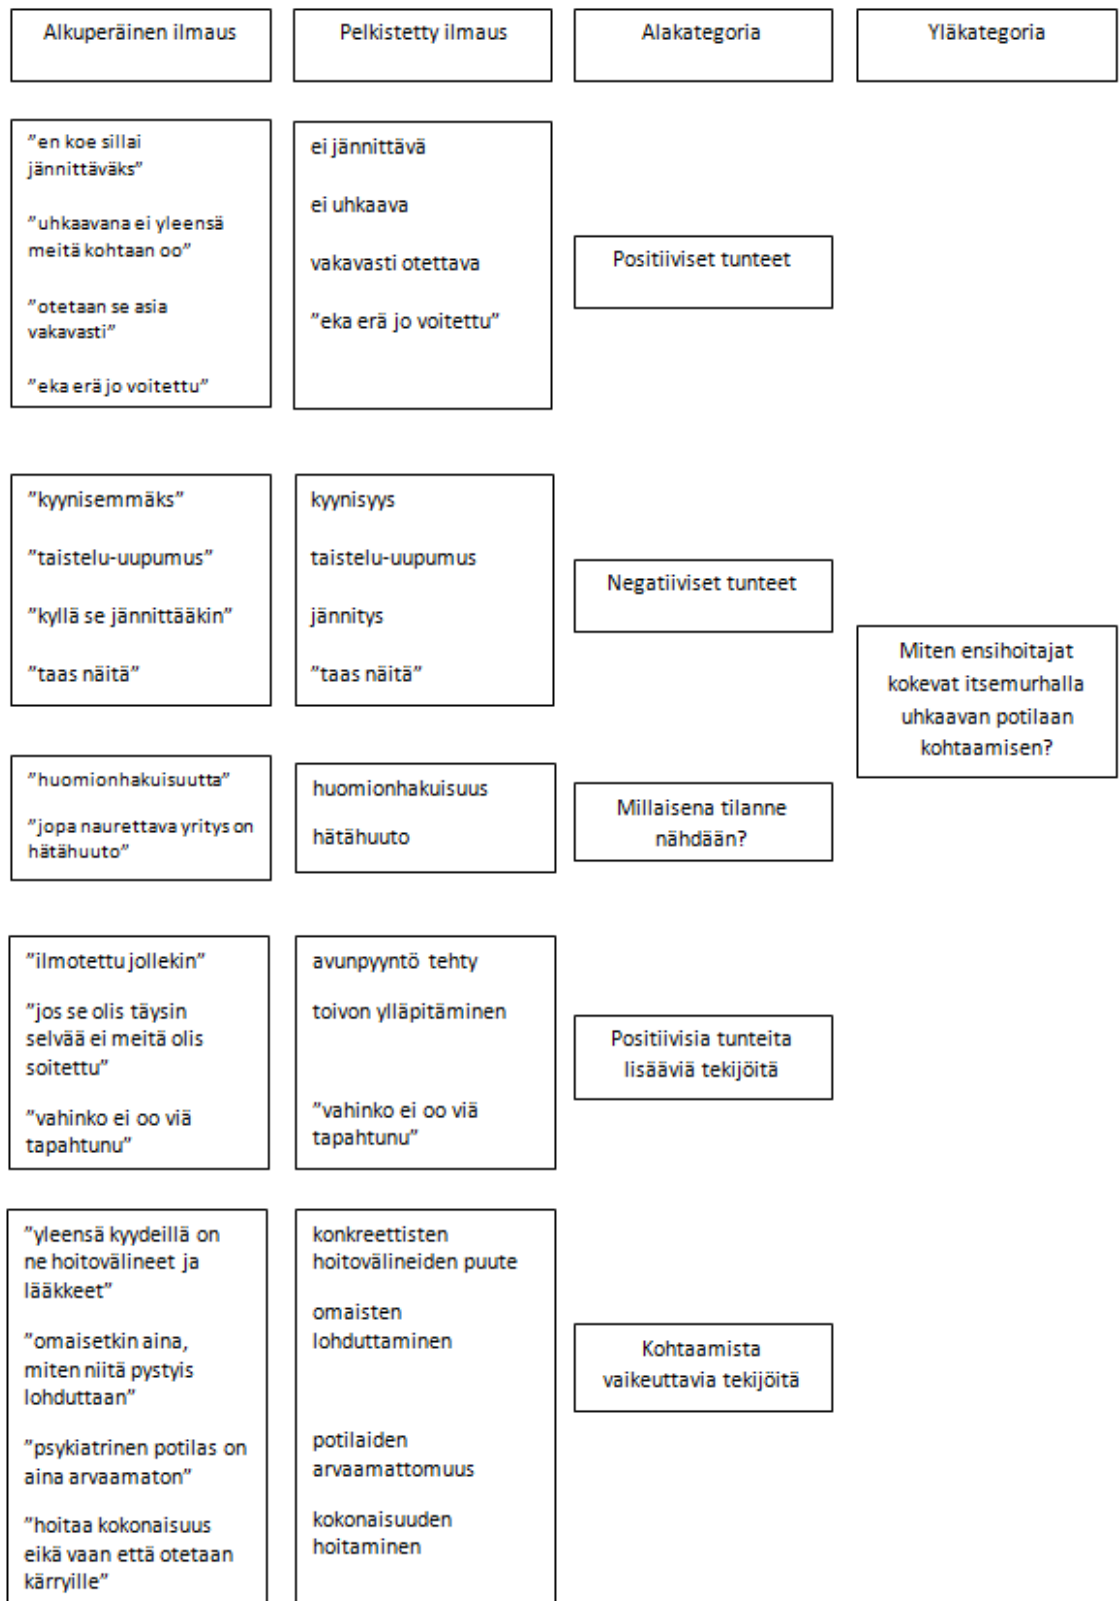 Alkuperäinen ilmaus
Pelkistetty ilmaus
Alakategoria
Yläkategoria
”en koe sillai
jännittäväks”
”uhkaavana ei yleensä
meitä kohtaan oo”
”otetaan se asia
vakavasti”
”eka erä jo voitettu”
ei jännittävä
ei uhkaava
vakavasti otettava
”eka erä jo voitettu”
Positiiviset tunteet
”kyynisemmäks”
”taistelu-uupumus”
”kyllä se jännittääkin”
”taas näitä”
kyynisyys
taistelu-uupumus
jännitys
”taas näitä”
Negatiiviset tunteet
Miten ensihoitajat
kokevat itsemurhalla
uhkaavan potilaan
kohtaamisen?
”huomionhakuisuutta”
”jopa naurettava yritys on
hätähuuto”
huomionhakuisuus
hätähuuto
Millaisena tilanne
nähdään?
”ilmotettu jollekin”
”jos se olis täysin
selvää ei meitä olis
soitettu”
”vahinko ei oo viä
tapahtunu”
avunpyyntö tehty
toivon ylläpitäminen
”vahinko ei oo viä
tapahtunu”
Positiivisia tunteita
lisääviä tekijöitä
”yleensä kyydeillä on
ne hoitovälineet ja
lääkkeet”
”omaisetkin aina,
miten niitä pystyis
lohduttaan”
”psykiatrinen potilas on
aina arvaamaton”
”hoitaa kokonaisuus
eikä vaan että otetaan
kärryille”
konkreettisten
hoitovälineiden puute
omaisten
lohduttaminen
potilaiden
arvaamattomuus
kokonaisuuden
hoitaminen
Kohtaamista
vaikeuttavia tekijöitä